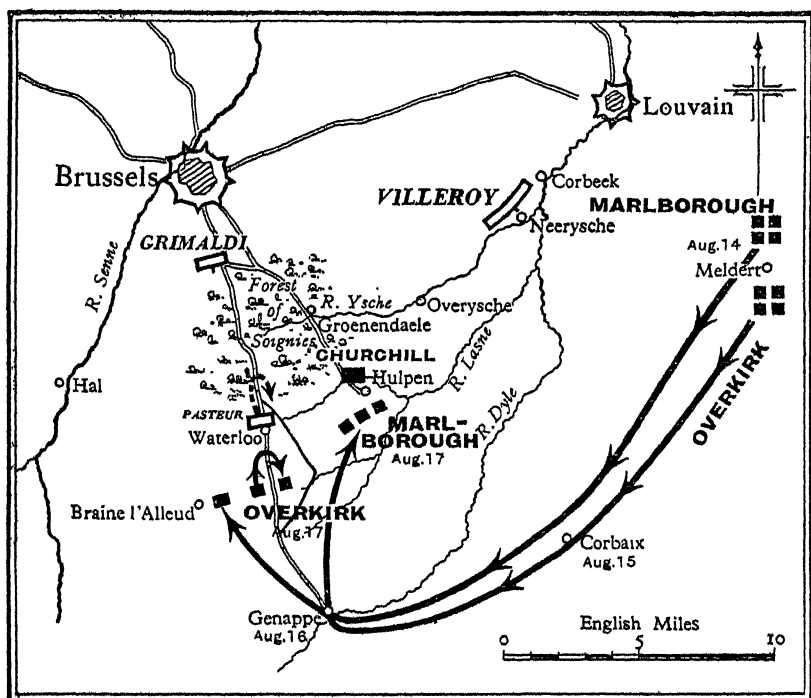 Louvain
Brussels
Corbeek
VILLEROY
MARLBOROUGH
Neerysche
Aug.14
GRIMALDI
Meldert
R. Senne
Forest
of
Soignies
R. Ysche
Overysche
Groenendaele
CHURCHILL
R. Lasne
Hal
Hulpen
OVERKIRK
PASTEUR
R. Dyle
Waterloo
MARL-
BOROUGH
Aug.17
Braine l'Alleud
OVERKIRK
Aug.17
Corbaix
Aug.15
Genappe
Aug.16
English Miles
0 5 10